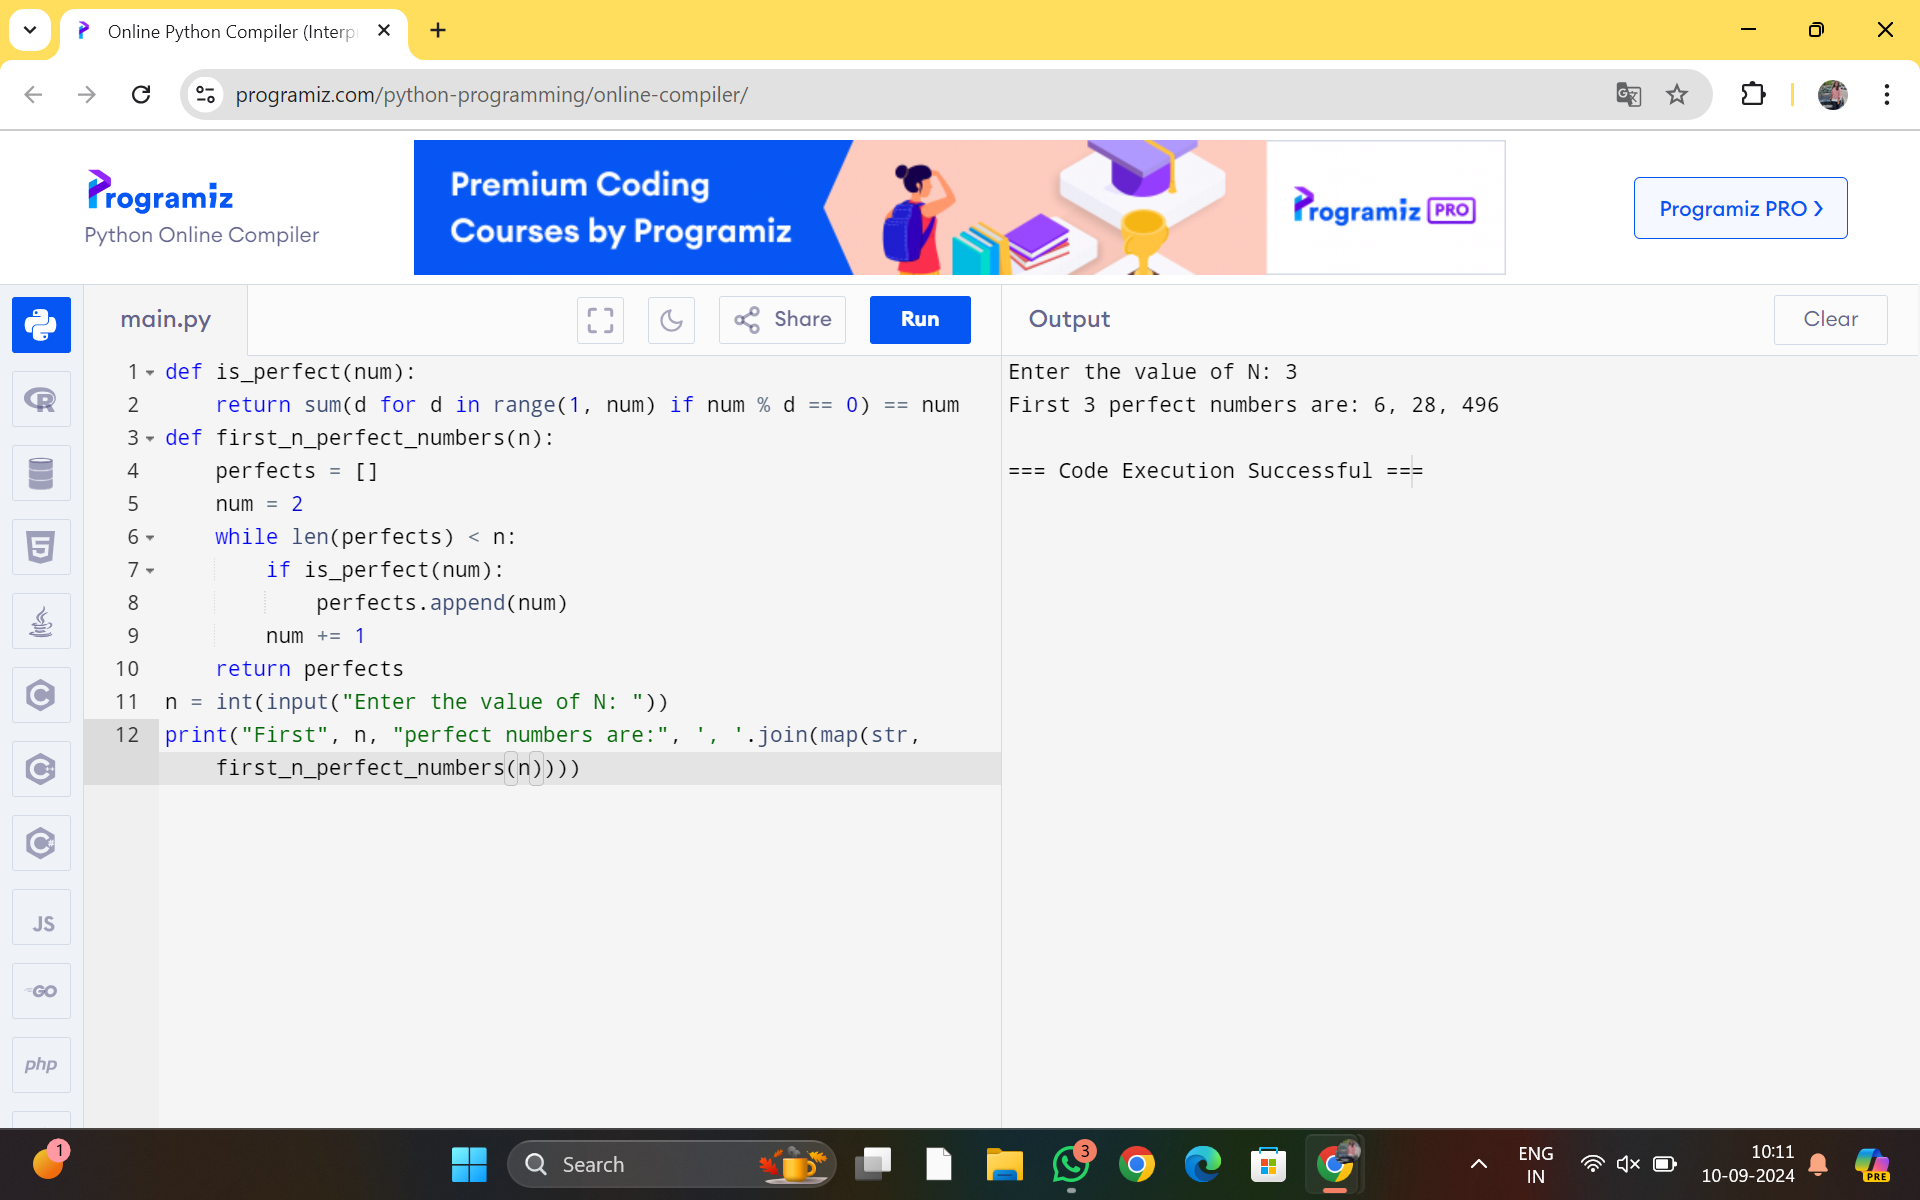 Online Python Compiler (Interp
programiz.com/python-programming/online-compiler/
Programiz
Python Online Compiler
Premium Coding
Courses by Programiz
Programiz PRO
Programiz PRO
main.py
Share
Run
Output
Clear
1 def is_perfect(num):
2 return sum(d for d in range(1, num) if num % d == 0) == num
3 def first_n_perfect_numbers(n):
4 perfects = []
5 num = 2
6 while len(perfects) < n:
7 if is_perfect(num):
8 perfects.append(num)
9 num += 1
10 return perfects
11 n = int(input("Enter the value of N: "))
12 print("First", n, "perfect numbers are:", ', '.join(map(str,
first_n_perfect_numbers(n))))
Enter the value of N: 3
First 3 perfect numbers are: 6, 28, 496
=== Code Execution Successful ===
R
5
C
C
C#
JS
GO
php
1
Search
3
ENG
IN
10:11
10-09-2024
PRE